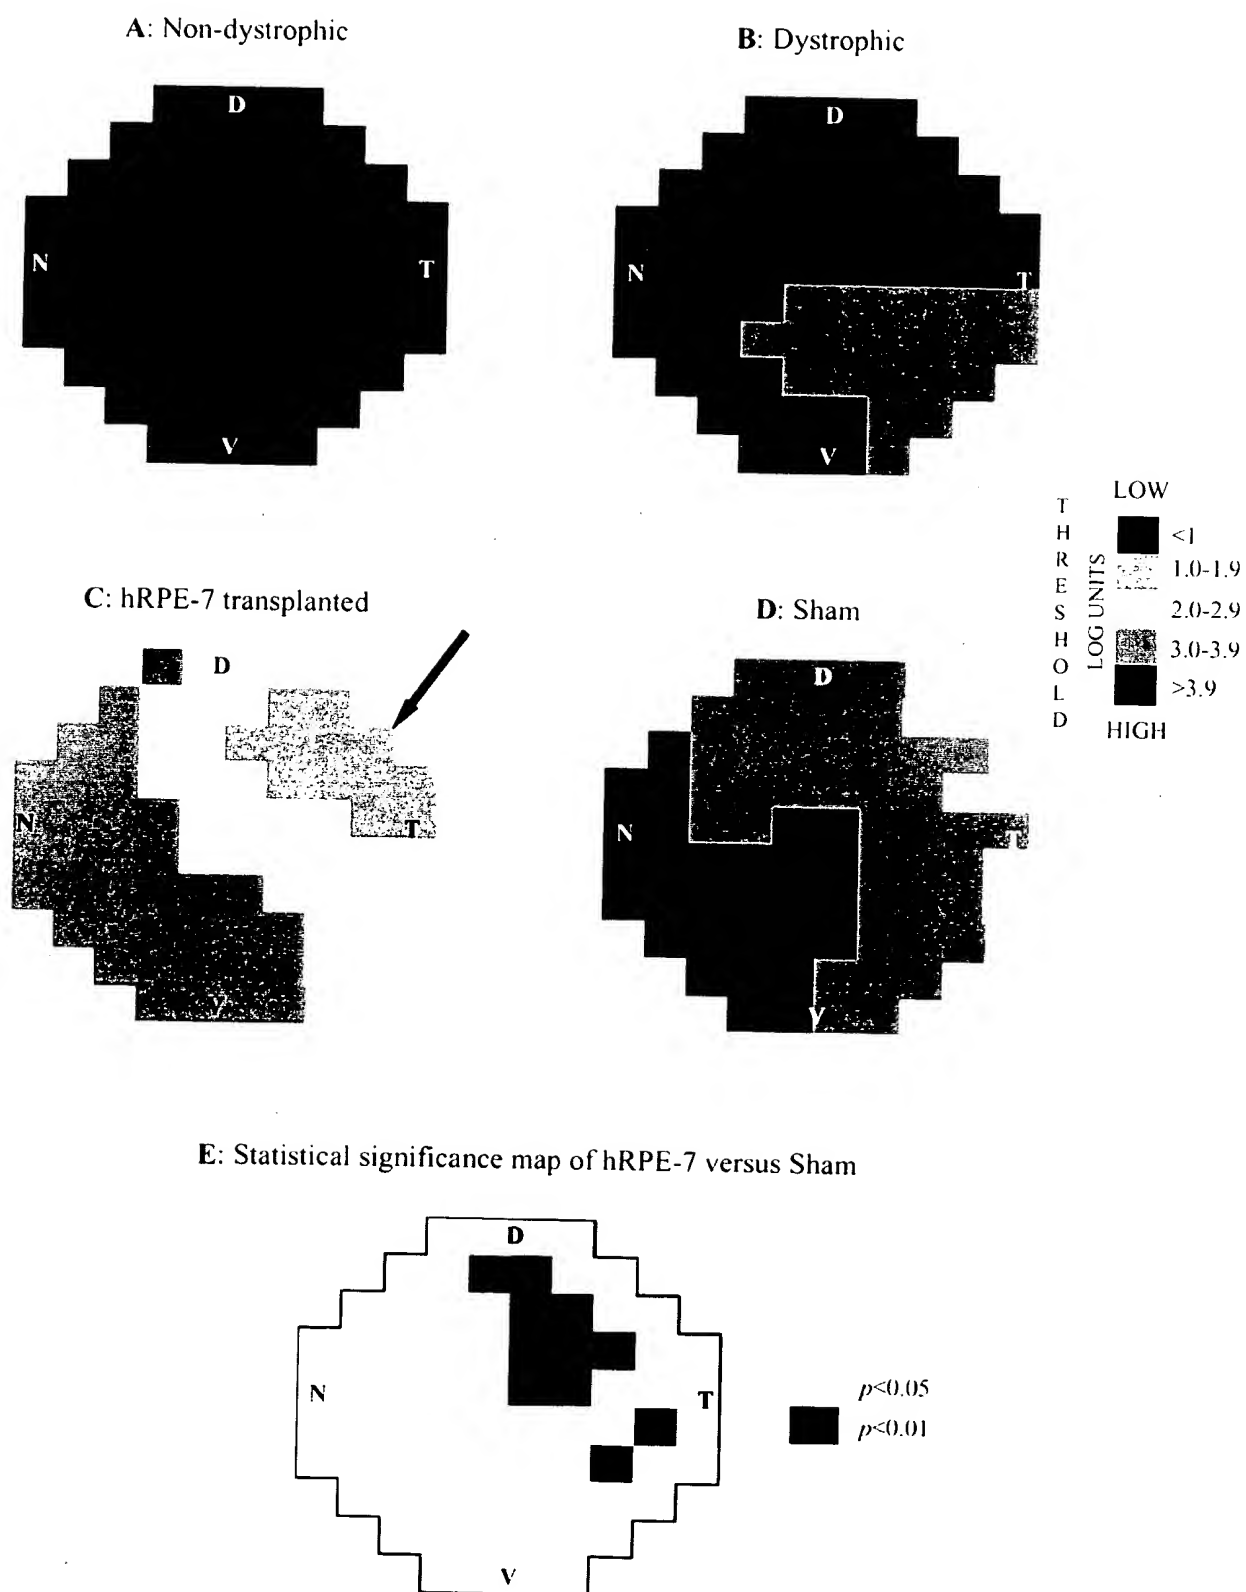 A: Non-dystrophic
B: Dystrophic
D
N
T
V
D
N
T
V
THRESHOLD
LOG UNITS
LOW
<1
1.0-1.9
2.0-2.9
3.0-3.9
>3.9
HIGH
C: hRPE-7 transplanted
D: Sham
D
N
T
V
D
N
T
V
E: Statistical significance map of hRPE-7 versus Sham
D
N
T
V
p<0.05
p<0.01